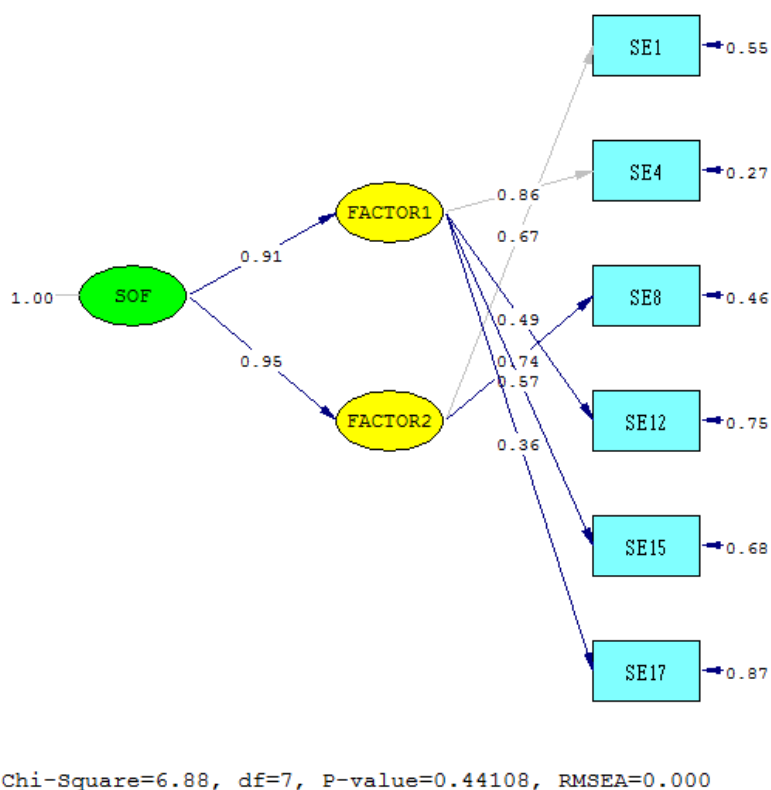 SE1
0.55
SE4
0.27
0.86
FACTOR1
0.67
0.91
1.00
SOF
SE8
0.46
0.49
0.95
0.74
0.57
FACTOR2
SE12
0.75
0.36
SE15
0.68
SE17
0.87
Chi-Square=6.88, df=7, P-value=0.44108, RMSEA=0.000